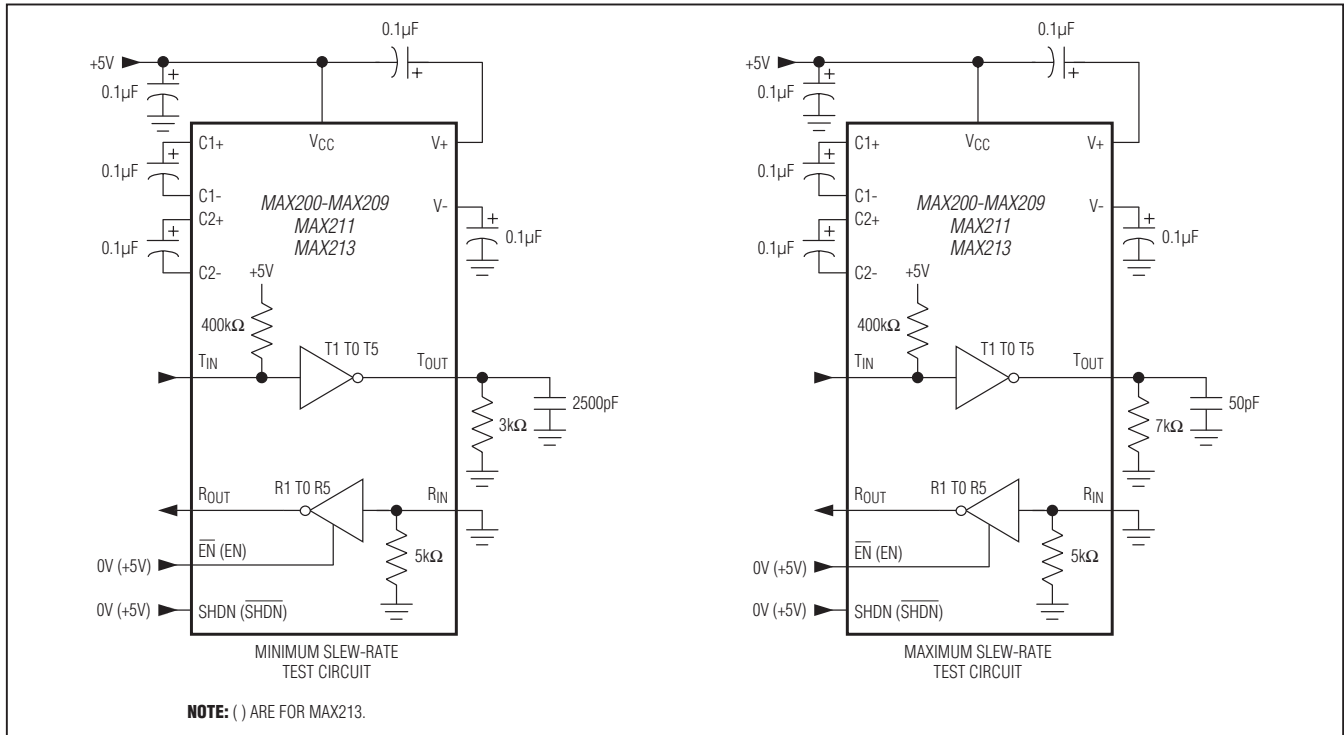 0.1µF
+5V
0.1µF
C1+
VCC
V+
0.1µF
C1-
C2+
MAX200-MAX209
MAX211
MAX213
V-
0.1µF
0.1µF
C2-
+5V
400kΩ
TIN
T1 T0 T5
TOUT
2500pF
3kΩ
ROUT
R1 T0 R5
RIN
EN (EN)
5kΩ
0V (+5V)
0V (+5V)
SHDN (SHDN)
MINIMUM SLEW-RATE
TEST CIRCUIT
0.1µF
+5V
0.1µF
C1+
VCC
V+
0.1µF
C1-
C2+
MAX200-MAX209
MAX211
MAX213
V-
0.1µF
0.1µF
C2-
+5V
400kΩ
TIN
T1 T0 T5
TOUT
50pF
7kΩ
ROUT
R1 T0 R5
RIN
EN (EN)
5kΩ
0V (+5V)
0V (+5V)
SHDN (SHDN)
MAXIMUM SLEW-RATE
TEST CIRCUIT
NOTE: ( ) ARE FOR MAX213.